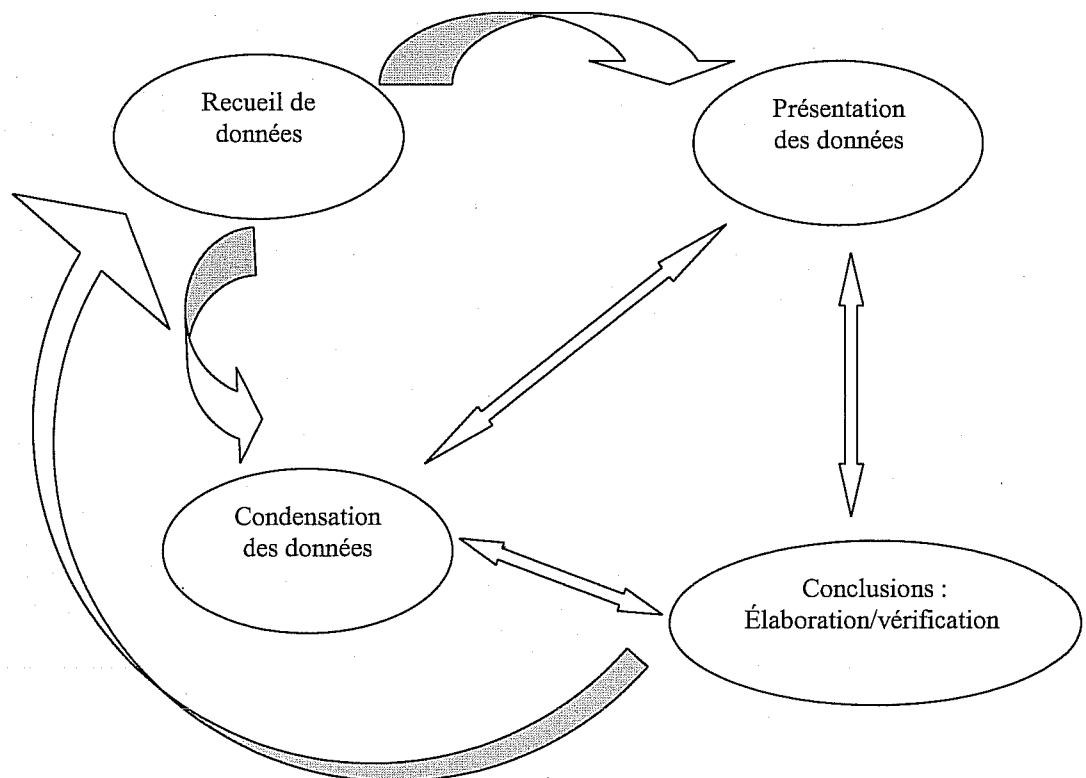 Recueil de
données
Présentation
des données
Condensation
des données
Conclusions :
Élaboration/vérification